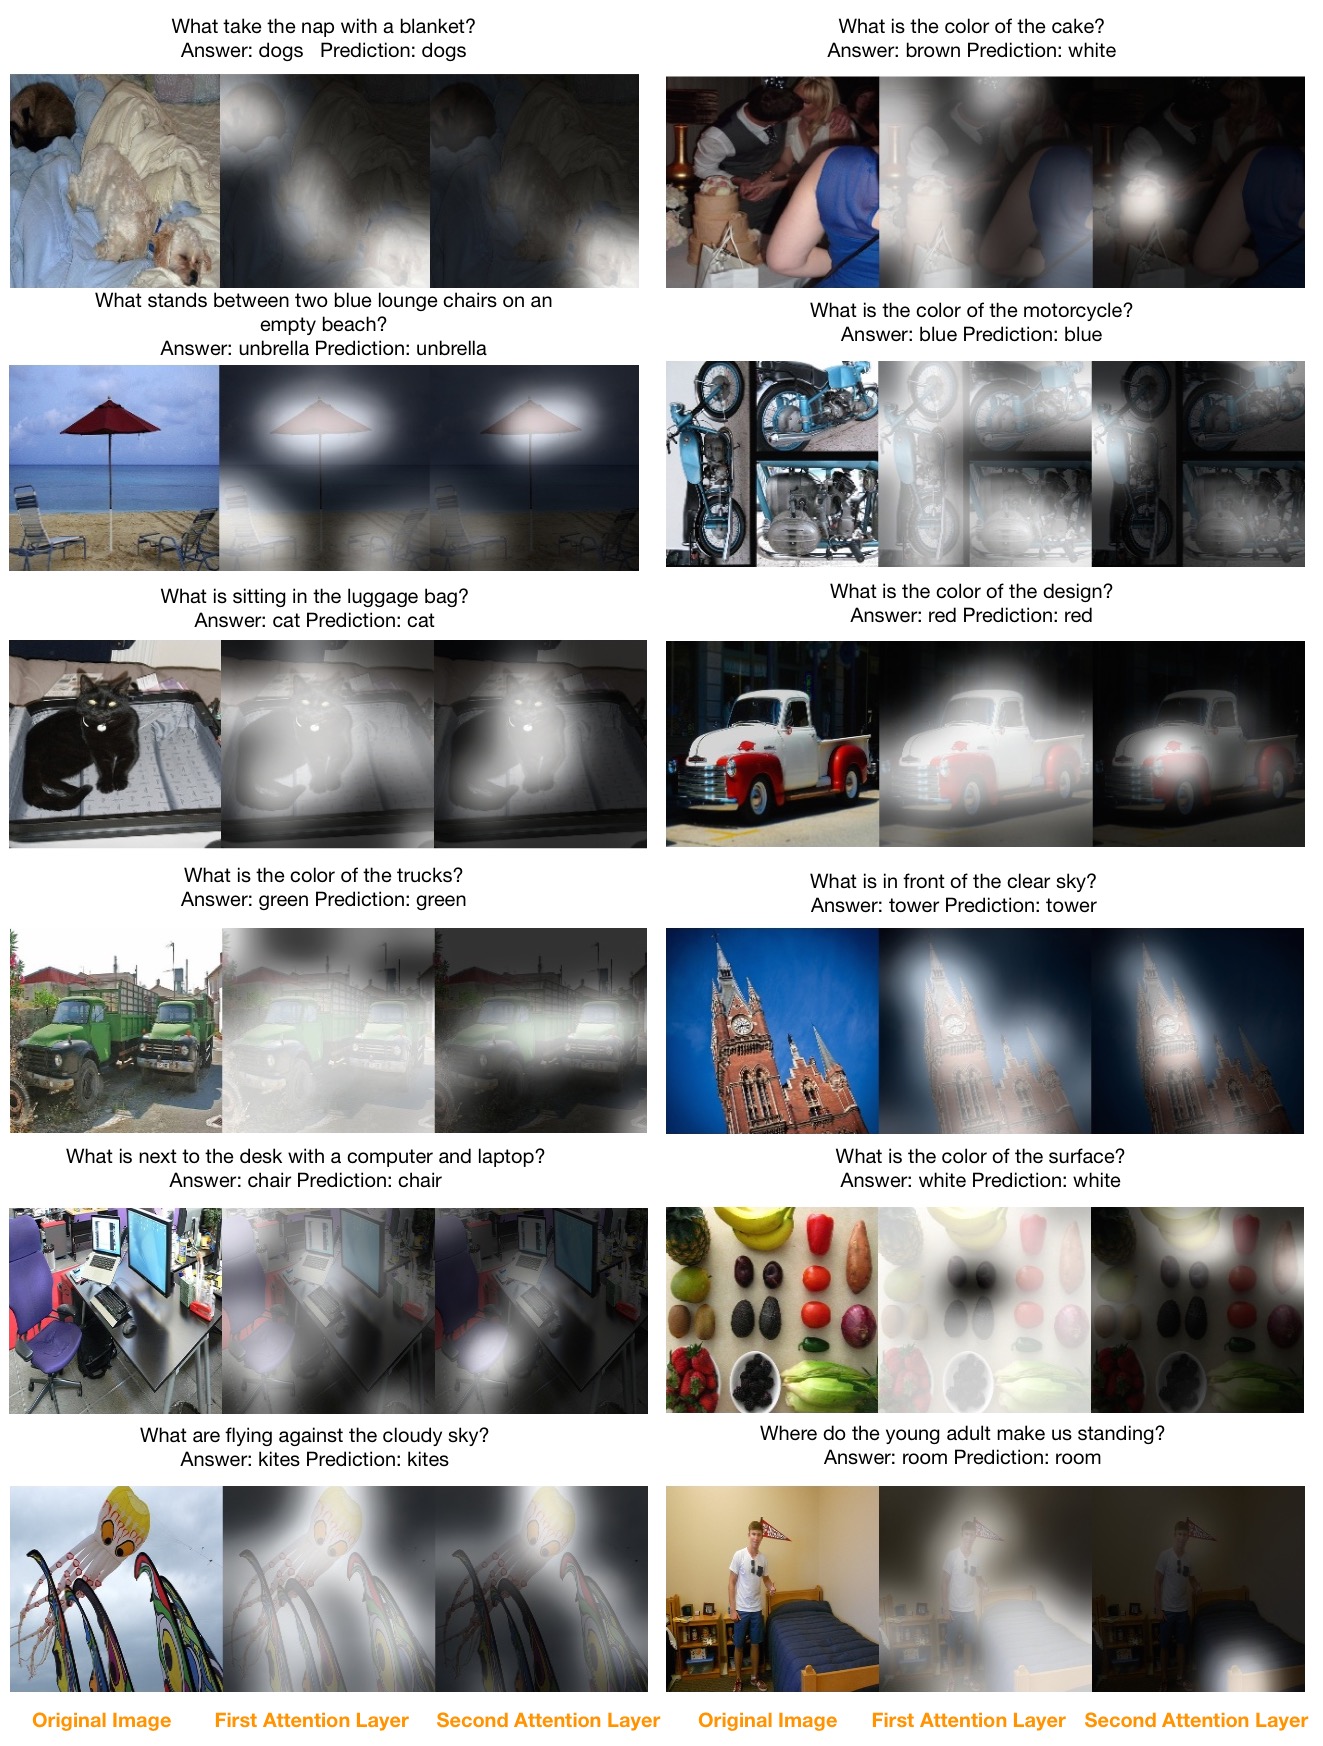 What take the nap with a blanket?
Answer: dogs Prediction: dogs
What is the color of the cake?
Answer: brown Prediction: white
What stands between two blue lounge chairs on an
empty beach?
Answer: unbrella Prediction: unbrella
What is the color of the motorcycle?
Answer: blue Prediction: blue
What is sitting in the luggage bag?
Answer: cat Prediction: cat
What is the color of the design?
Answer: red Prediction: red
What is the color of the trucks?
Answer: green Prediction: green
What is in front of the clear sky?
Answer: tower Prediction: tower
What is next to the desk with a computer and laptop?
Answer: chair Prediction: chair
What is the color of the surface?
Answer: white Prediction: white
What are flying against the cloudy sky?
Answer: kites Prediction: kites
Where do the young adult make us standing?
Answer: room Prediction: room
Original Image First Attention Layer Second Attention Layer Original Image First Attention Layer Second Attention Layer